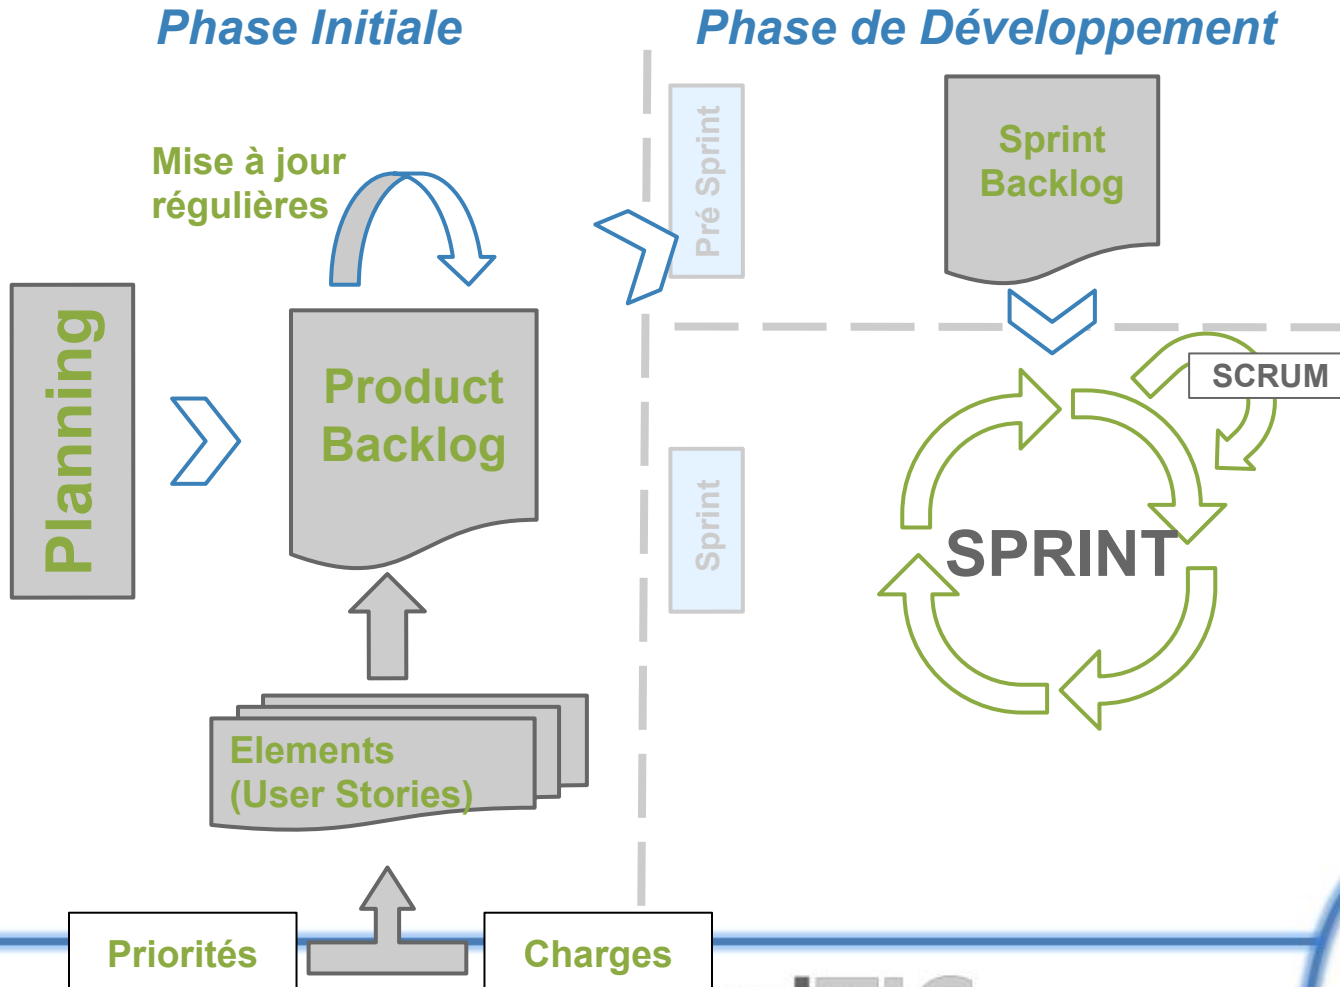 Phase Initiale
Phase de Développement
Mise à jour
régulières
Planning
Product
Backlog
Elements
(User Stories)
Priorités
Charges
Pré Sprint
Sprint
Backlog
SCRUM
Sprint
SPRINT